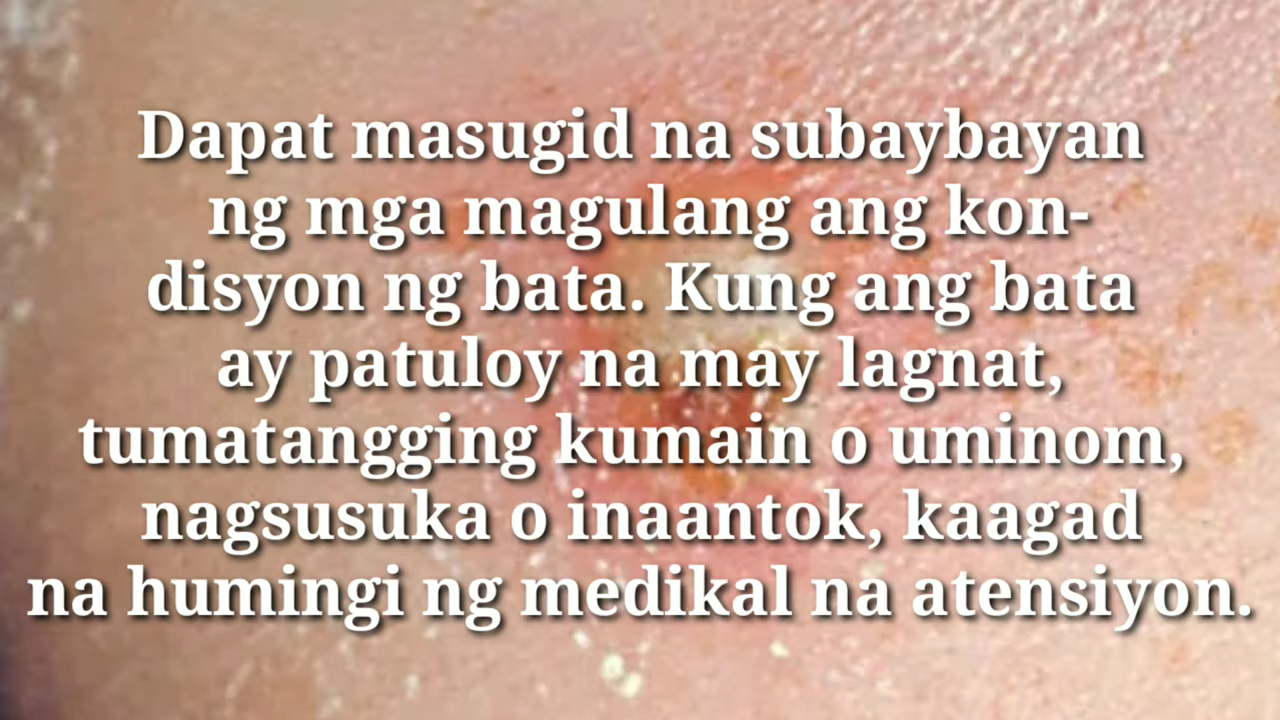 Dapat masugid na subaybayan
ng mga magulang ang kon-
disyon ng bata. Kung ang bata
ay patuloy na may lagnat,
tumatangging kumain o uminom,
nagsusuka o inaantok, kaagad
na humingi ng medikal na atensiyon.